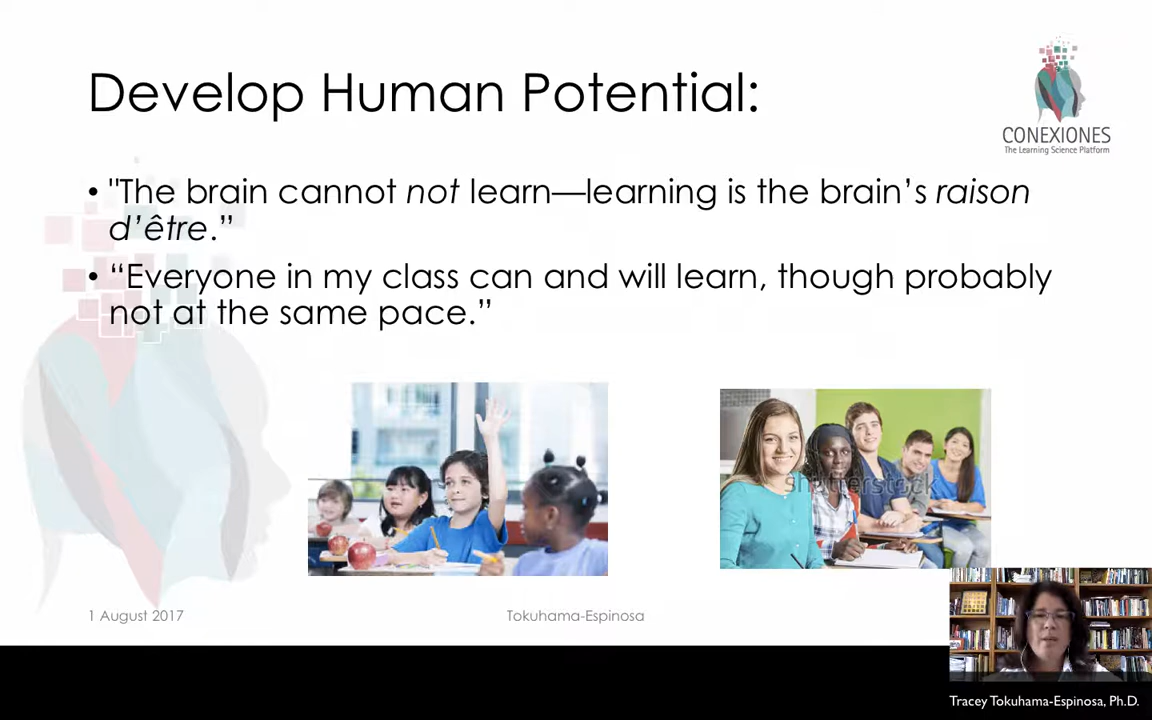 Develop Human Potential:
CONEXIONES
The Learning Science Platform
• "The brain cannot not learn—learning is the brain’s raison
d’être.”
• “Everyone in my class can and will learn, though probably
not at the same pace.”
shutterstock
1 August 2017
Tokuhama-Espinosa
Tracey Tokuhama-Espinosa, Ph.D.